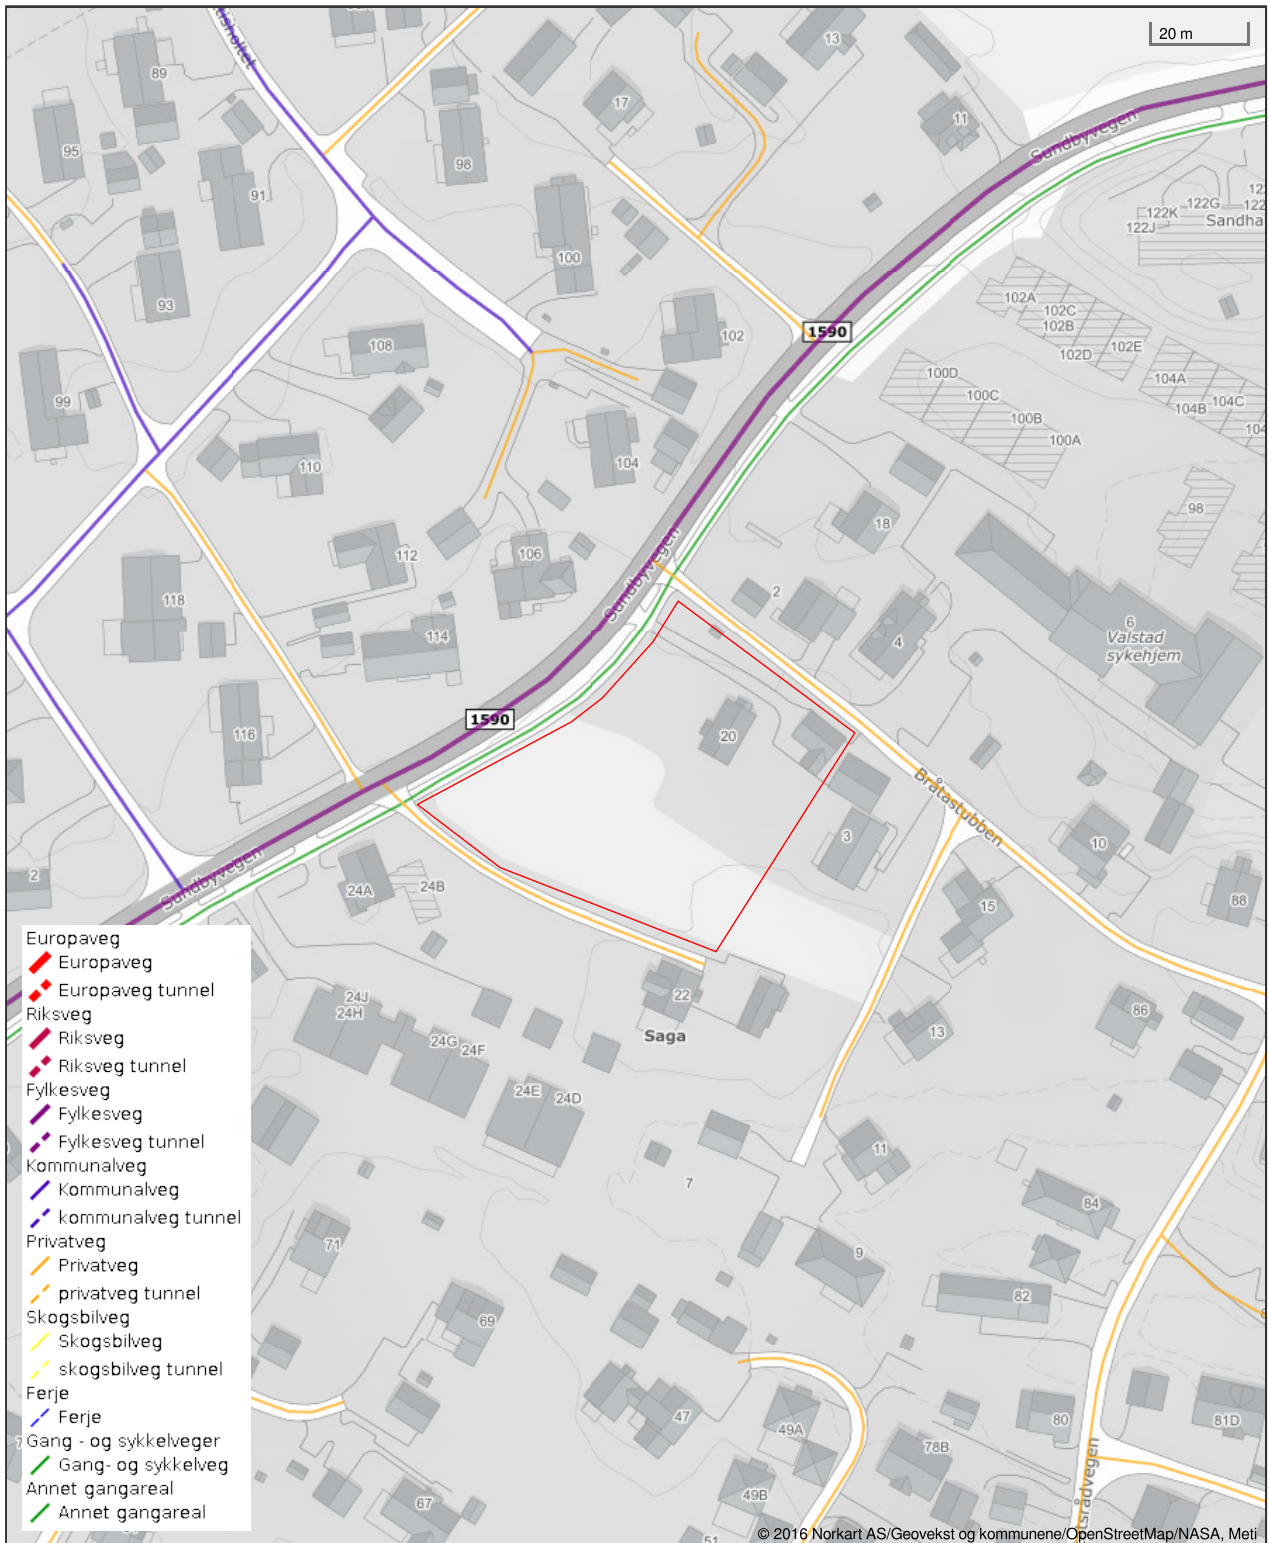 20 m
13
17
11
89
95
98
91
Sundbyvegen
122K
122G
122J
Sandha
100
93
102A
102C
102B
102E
102D
1590
102
108
100D
100C
100B
100A
104A
104B
104C
99
110
104
98
18
112
106
118
2
Sundbyvegen
114
4
6
Valstad
sykehjem
1590
116
20
Bråtastubben
3
10
2
Sundbyvegen
24A
24B
15
88
22
Saga
24J
24H
24G
24F
13
86
24E
24D
11
7
84
71
9
82
69
47
49A
80
81D
78B
49B
67
51
Europaveg
Europaveg
Europaveg tunnel
Riksveg
Riksveg
Riksveg tunnel
Fylkesveg
Fylkesveg
Fylkesveg tunnel
Kommunalveg
Kommunalveg
kommunalveg tunnel
Privatveg
Privatveg
privatveg tunnel
Skogsbilveg
Skogsbilveg
skogsbilveg tunnel
Ferje
Ferje
Gang - og sykkelveger
Gang- og sykkelveg
Annet gangareal
Annet gangareal
© 2016 Norkart AS/Geovekst og kommunene/OpenStreetMap/NASA, Meti